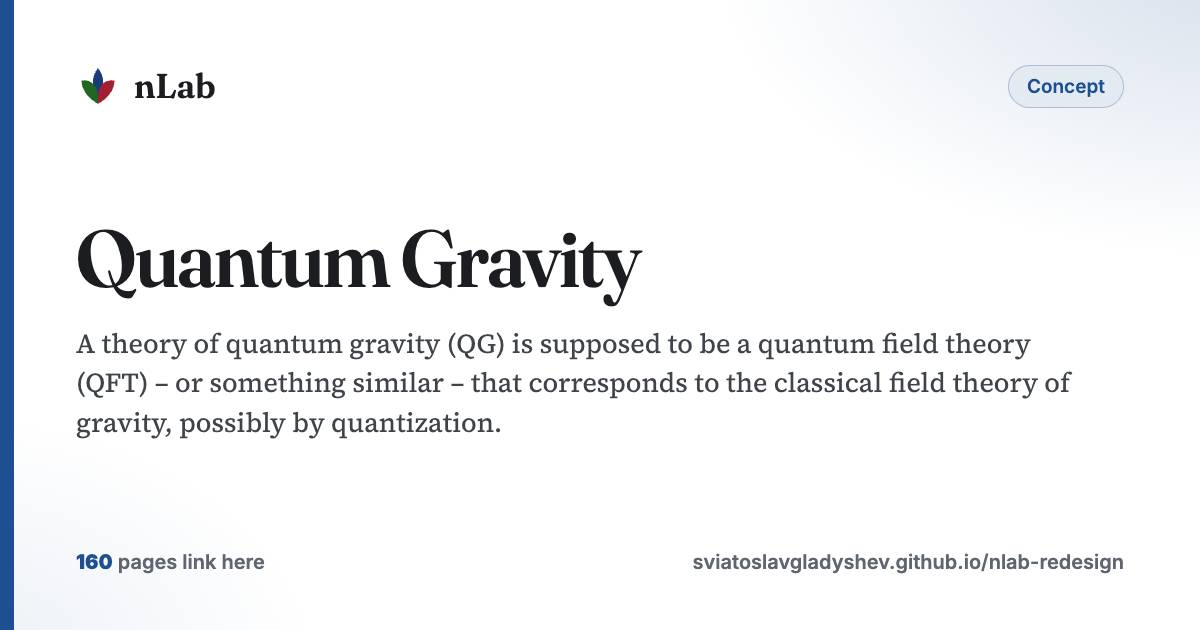 nLab
Concept
Quantum Gravity
A theory of quantum gravity (QG) is supposed to be a quantum field theory
(QFT) – or something similar – that corresponds to the classical field theory of
gravity, possibly by quantization.
160 pages link here
sviatoslavgladyshev.github.io/nlab-redesign